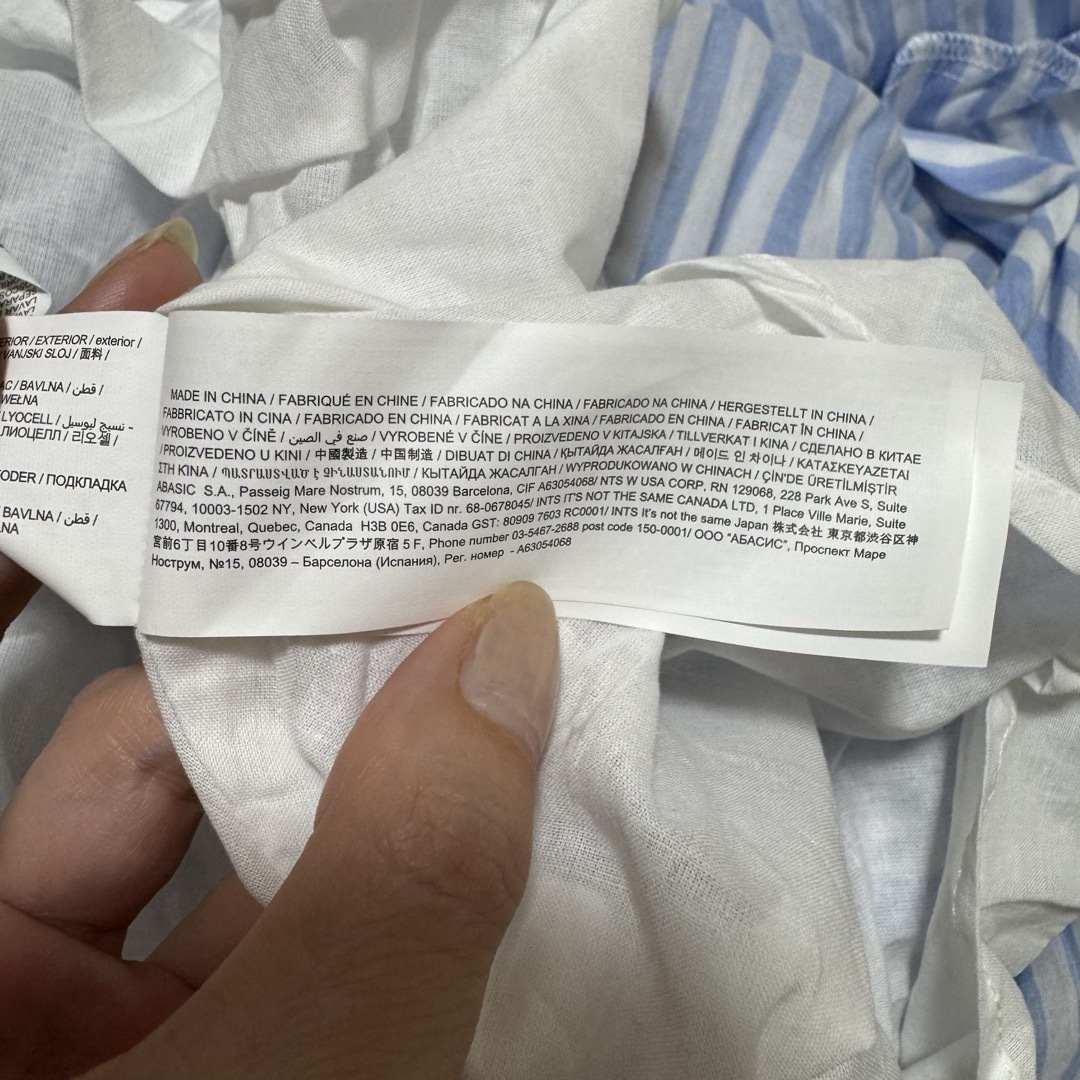 SEPARA
LAVAR
ERIOR / EXTERIOR / exterior /
VANJSKI SLOJ / 面料 /
AC / BAVLNA / قطن /
WEŁNA
LYOCELL / نسيج ليوسيل -
ЛИОЦЕЛЛ / 리오셀 /
ODER / ПОДКЛАДКА
BAVLNA / قطن /
ANA
MADE IN CHINA / FABRIQUÉ EN CHINE / FABRICADO NA CHINA / FABRICADO NA CHINA / HERGESTELLT IN CHINA /
FABBRICATO IN CINA / FABRICADO EN CHINA / FABRICAT A LA XINA / FABRICADO EN CHINA / FABRICAT ÎN CHINA /
VYROBENO V ČÍNĚ / صنع في الصين / VYROBENÉ V ČÍNE / PROIZVEDENO V KITAJSKA / TILLVERKAT I KINA / СДЕЛАНО В КИТАЕ
/ PROIZVEDENO U KINI / 中國製造 / 中国制造 / DIBUAT DI CHINA / ҚЫТАЙДА ЖАСАЛҒАН / 메이드 인 차이나 / ΚΑΤΑΣΚΕΥΑΖΕΤΑΙ
ΣΤΗ ΚΙΝΑ / ՊԱՏՐԱՍՏՎԱԾ Է ՉԻՆԱՍՏԱՆՈՒՄ / КЫТАЙДА ЖАСАЛГАН / WYPRODUKOWANO W CHINACH / ÇİN'DE ÜRETİLMİŞTİR
ABASIC S.A., Passeig Mare Nostrum, 15, 08039 Barcelona, CIF A63054068/ NTS W USA CORP, RN 129068, 228 Park Ave S, Suite
67794, 10003-1502 NY, New York (USA) Tax ID nr. 68-0678045/ INTS IT'S NOT THE SAME CANADA LTD, 1 Place Ville Marie, Suite
1300, Montreal, Quebec, Canada H3B 0E6, Canada GST: 80909 7603 RC0001/ INTS It's not the same Japan 株式会社 東京都渋谷区神
宮前6丁目10番8号ウインベルプラザ原宿５F, Phone number 03-5467-2688 post code 150-0001/ ООО "АБАСИС", Проспект Маре
Нострум, №15, 08039 – Барселона (Испания), Рег. номер - A63054068